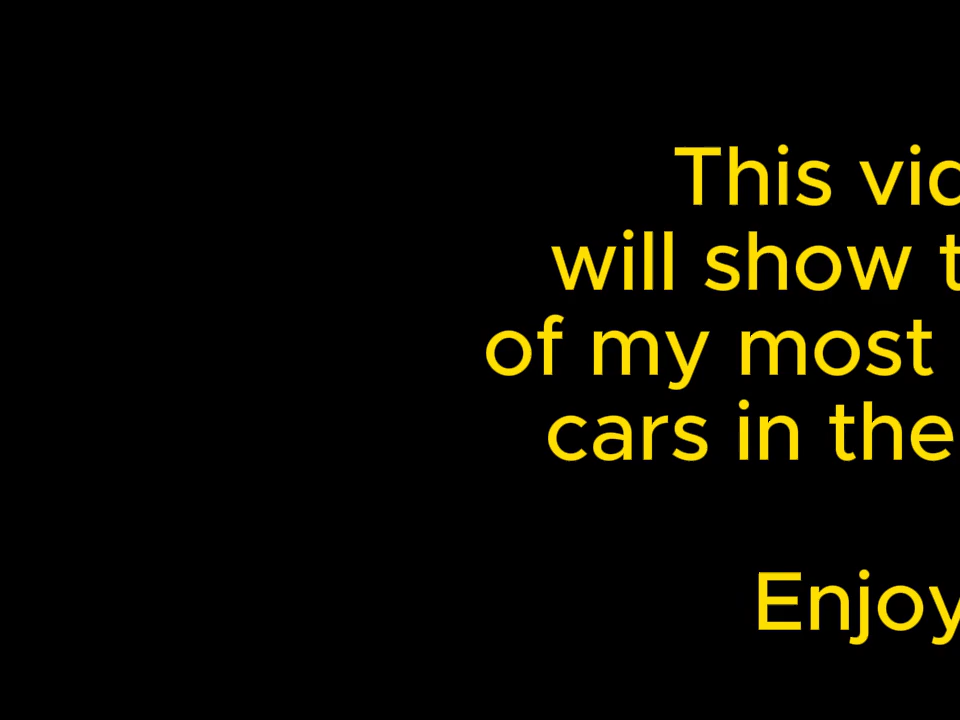 This vid
will show t
of my most
cars in the
Enjoy